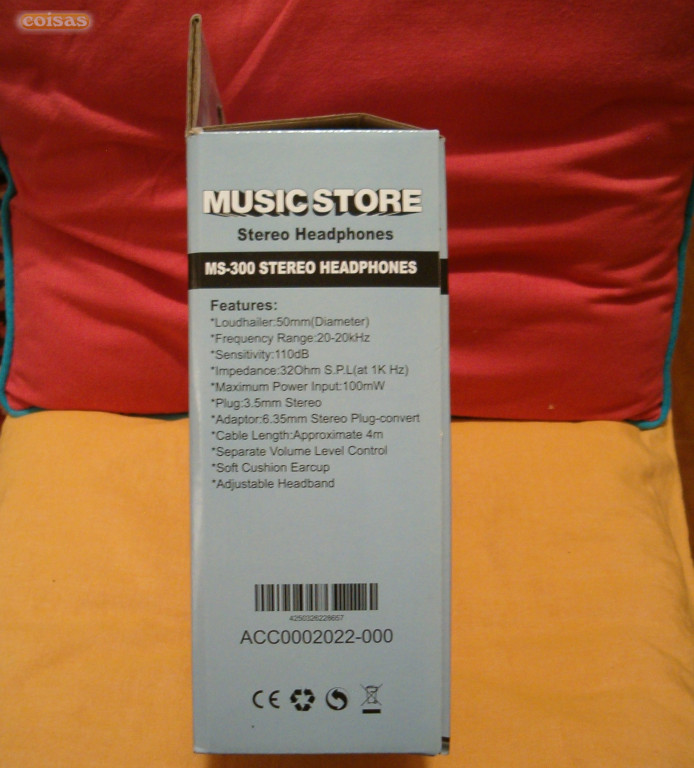 coisas
MUSIC STORE
Stereo Headphones
MS-300 STEREO HEADPHONES
Features:
*Loudhailer:50mm(Diameter)
*Frequency Range:20-20kHz
*Sensitivity:110dB
*Impedance:32Ohm S.P.L(at 1K Hz)
*Maximum Power Input:100mW
*Plug:3.5mm Stereo
*Adaptor:6.35mm Stereo Plug-convert
*Cable Length:Approximate 4m
*Separate Volume Level Control
*Soft Cushion Earcup
*Adjustable Headband
4250326228657
ACC0002022-000
CE